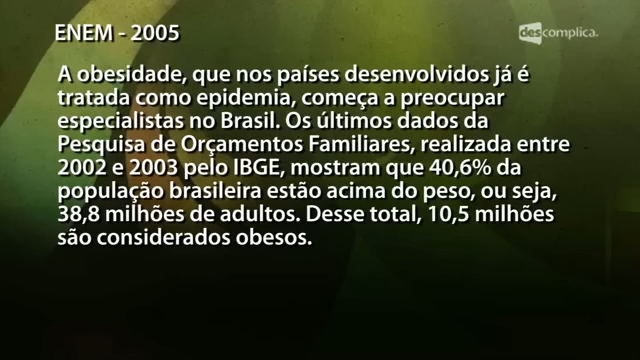 ENEM - 2005
descomplica.
A obesidade, que nos países desenvolvidos já é
tratada como epidemia, começa a preocupar
especialistas no Brasil. Os últimos dados da
Pesquisa de Orçamentos Familiares, realizada entre
2002 e 2003 pelo IBGE, mostram que 40,6% da
população brasileira estão acima do peso, ou seja,
38,8 milhões de adultos. Desse total, 10,5 milhões
são considerados obesos.